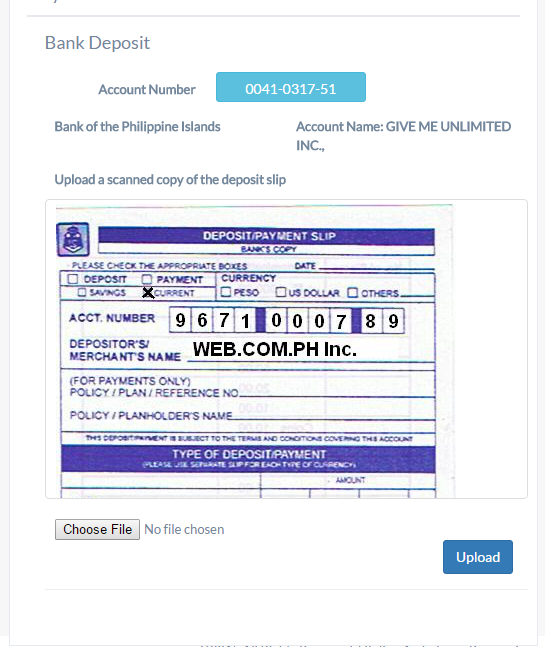 Bank Deposit
Account Number 0041-0317-51
Bank of the Philippine Islands
Account Name: GIVE ME UNLIMITED
INC.,
Upload a scanned copy of the deposit slip
DEPOSIT/PAYMENT SLIP
BANK'S COPY
PLEASE CHECK THE APPROPRIATE BOXES DATE
DEPOSIT PAYMENT CURRENCY
SAVINGS CURRENT PESO US DOLLAR OTHERS
ACCT. NUMBER 9 6 7 1 0 0 0 7 8 9
DEPOSITOR'S/
MERCHANT'S NAME WEB.COM.PH Inc.
(FOR PAYMENTS ONLY)
POLICY / PLAN / REFERENCE NO.
POLICY / PLANHOLDER'S NAME
THIS DEPOSIT/PAYMENT IS SUBJECT TO THE TERMS AND CONDITIONS COVERING THIS ACCOUNT
TYPE OF DEPOSIT/PAYMENT
(PLEASE USE SEPARATE SLIP FOR EACH TYPE OF CURRENCY)
AMOUNT
Choose File No file chosen
Upload